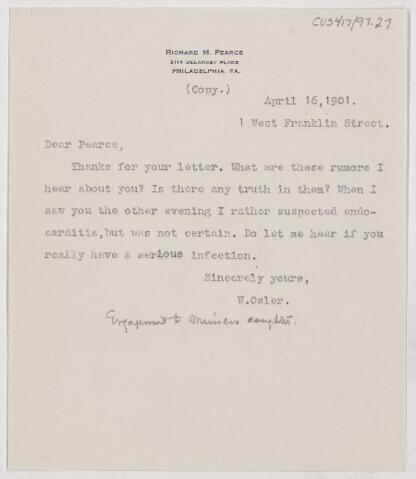 CUS417/97.27
RICHARD M. PEARCE
2114 DELANCEY PLACE
PHILADELPHIA, PA.
(Copy.)
April 16,1901.
1 West Franklin Street.
Dear Pearce,
Thanks for your letter. What are these rumors I
hear about you? Is there any truth in them? When I
saw you the other evening I rather suspected endo-
carditis,but was not certain. Do let me hear if you
really have a serious infection.
Sincerely yours,
W.Osler.
Engagement to daughter.